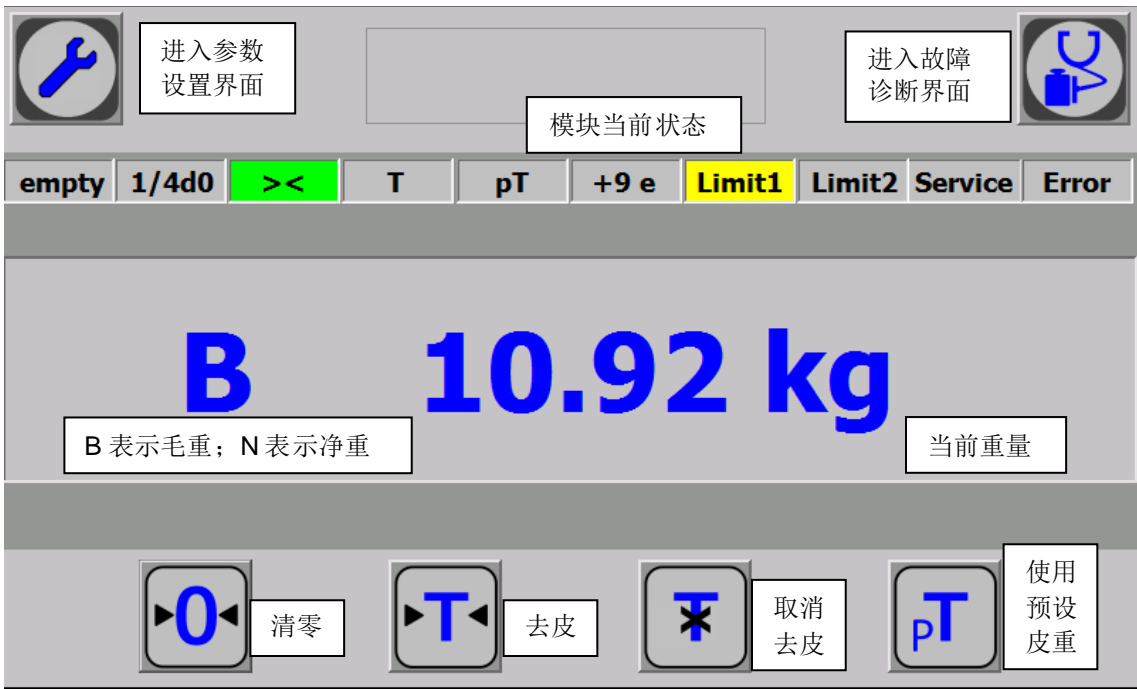 进入参数
设置界面
进入故障
诊断界面
模块当前状态
empty 1/4d0 >< T pT +9 e Limit1 Limit2 Service Error
B 10.92 kg
B 表示毛重；N 表示净重
当前重量
0
清零
T
去皮
T
取消
去皮
pT
使用
预设
皮重